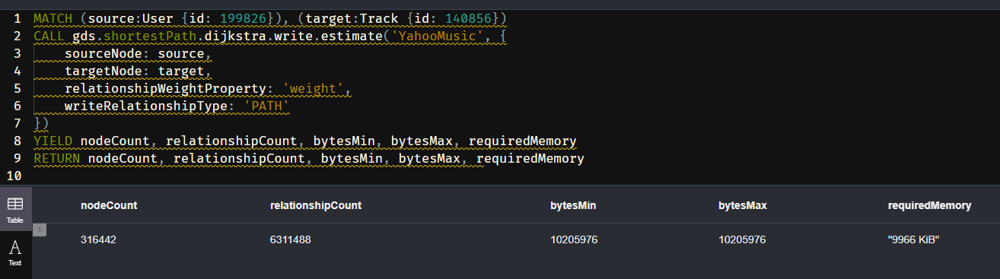 1 MATCH (source:User {id: 199826}), (target:Track {id: 140856})
2 CALL gds.shortestPath.dijkstra.write.estimate('YahooMusic', {
3     sourceNode: source,
4     targetNode: target,
5     relationshipWeightProperty: 'weight',
6     writeRelationshipType: 'PATH'
7 })
8 YIELD nodeCount, relationshipCount, bytesMin, bytesMax, requiredMemory
9 RETURN nodeCount, relationshipCount, bytesMin, bytesMax, requiredMemory
10
nodeCount relationshipCount bytesMin bytesMax requiredMemory
Table
1
316442 6311488 10205976 10205976 "9966 KiB"
A
Text